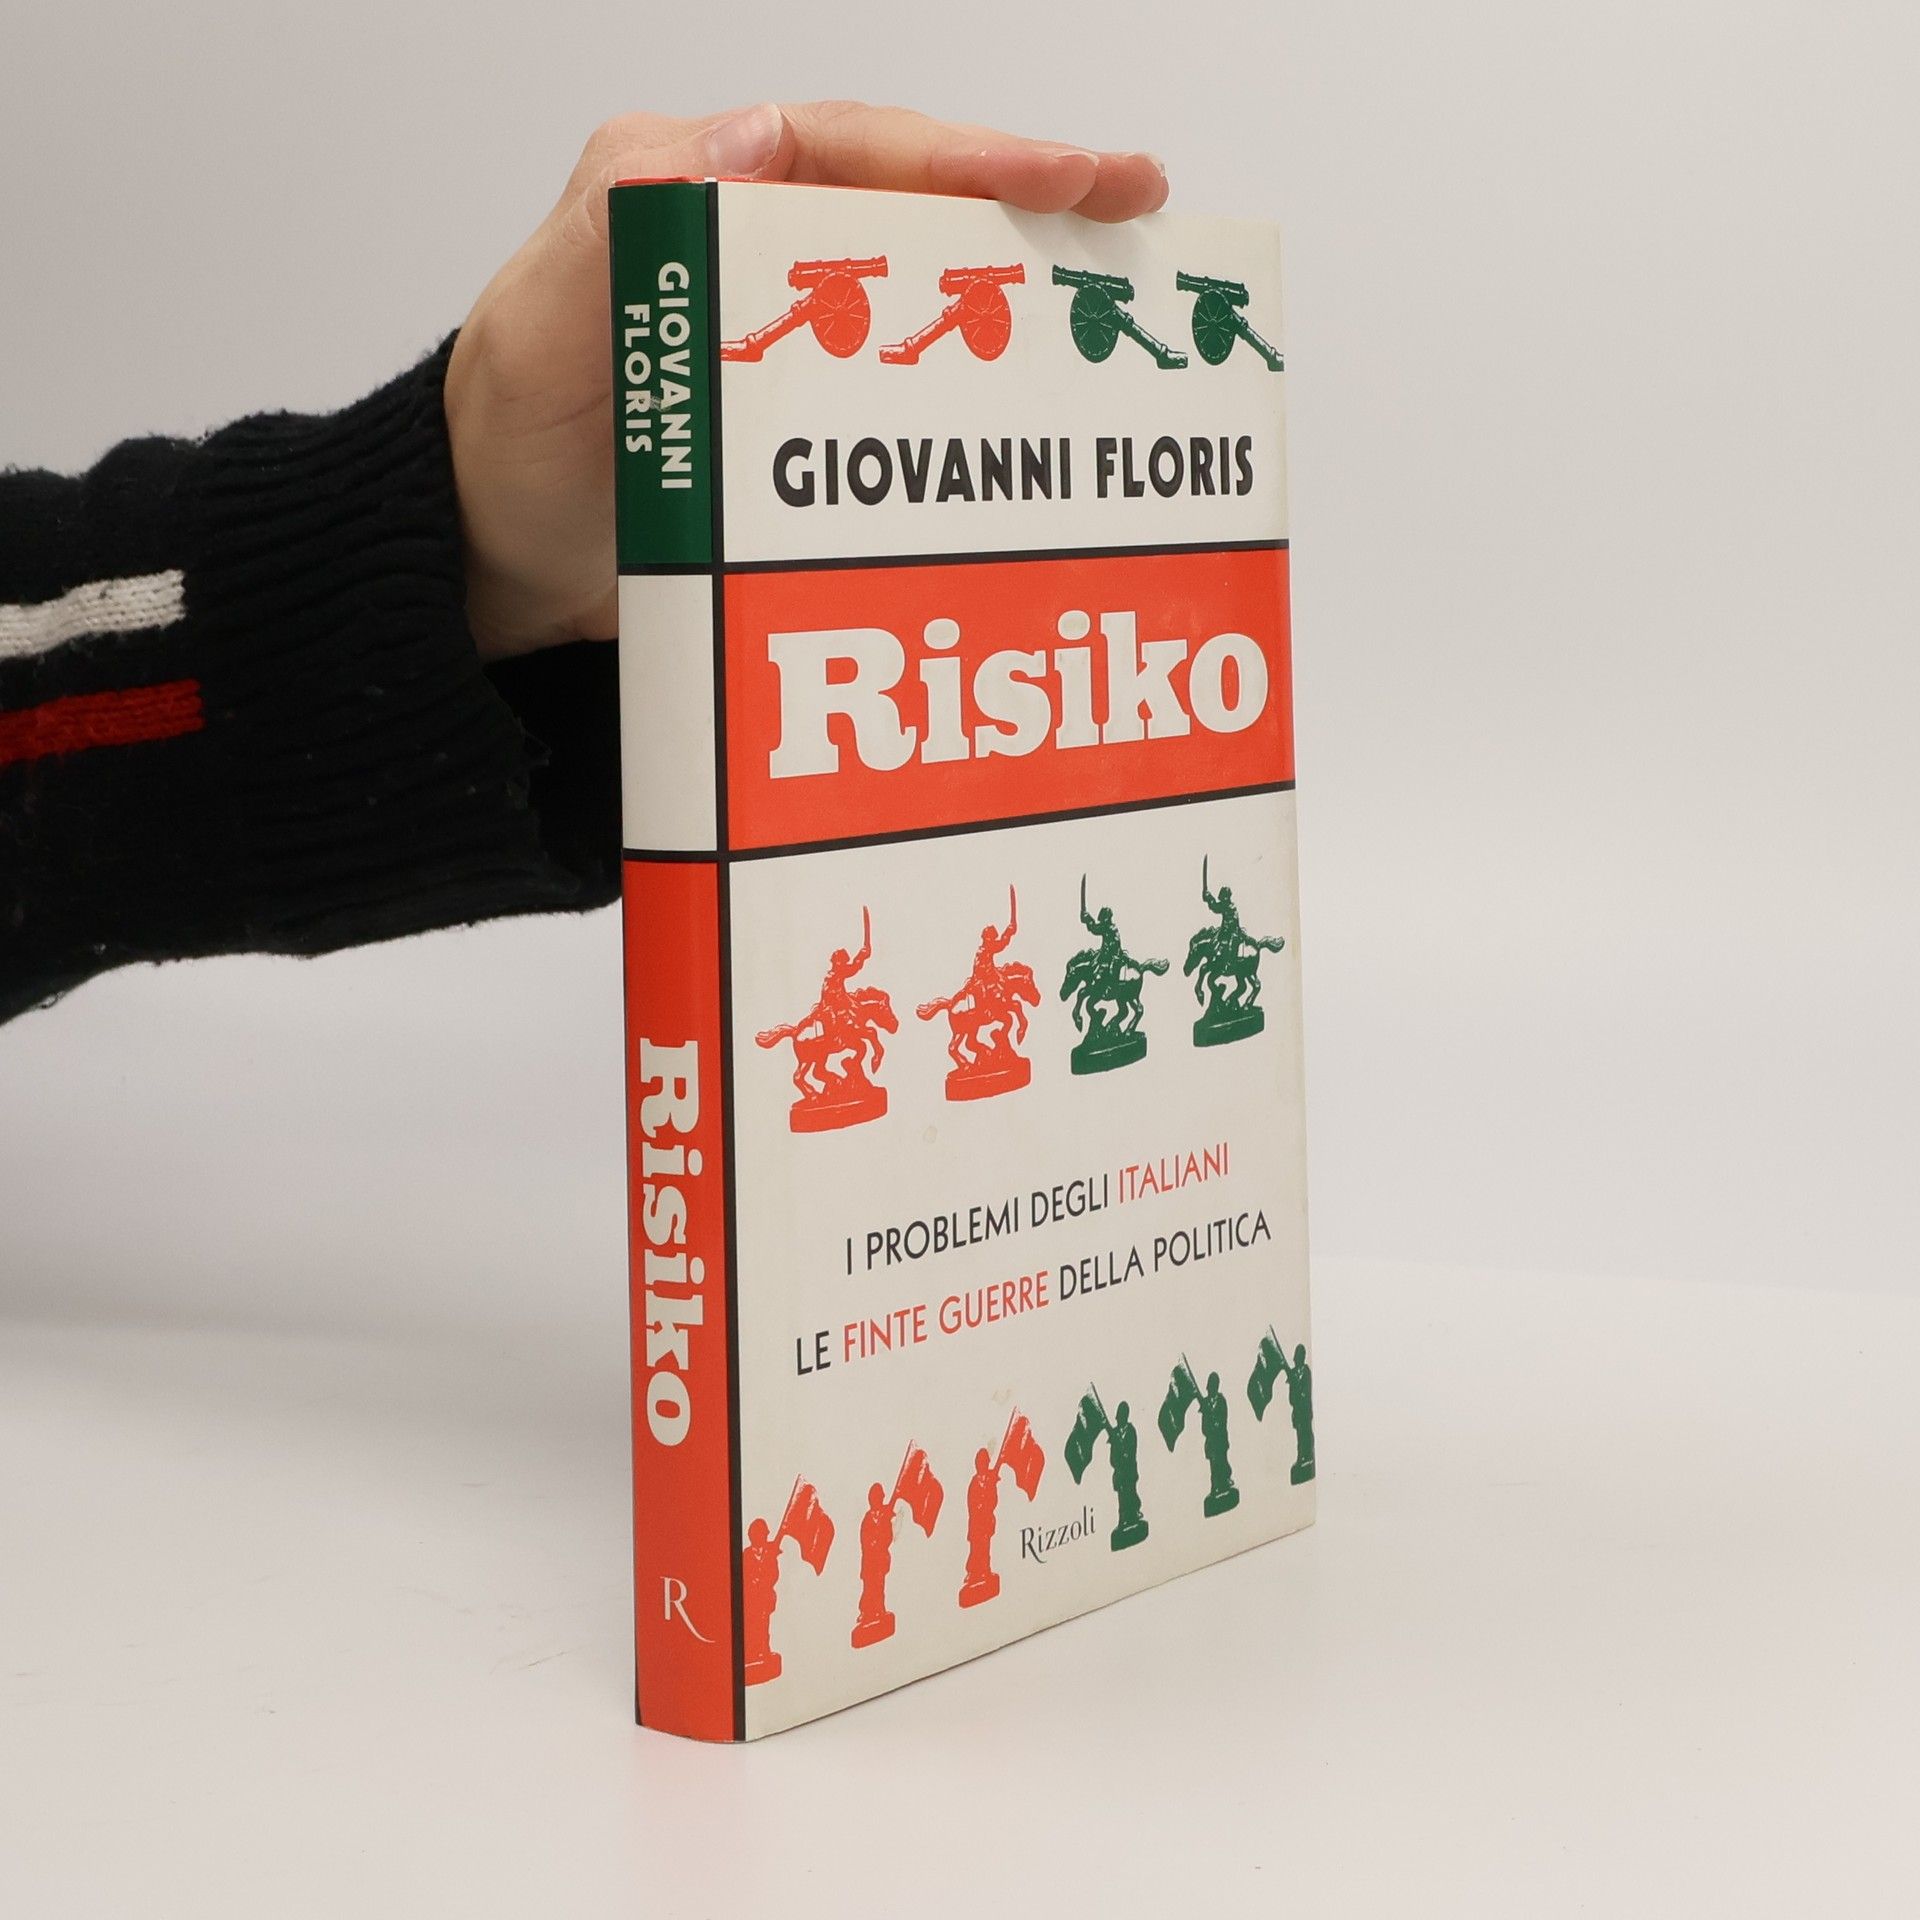 GIOVANNI
FLORIS
Risiko
R
GIOVANNI FLORIS
Risiko
I PROBLEMI DEGLI ITALIANI
LE FINTE GUERRE DELLA POLITICA
Rizzoli